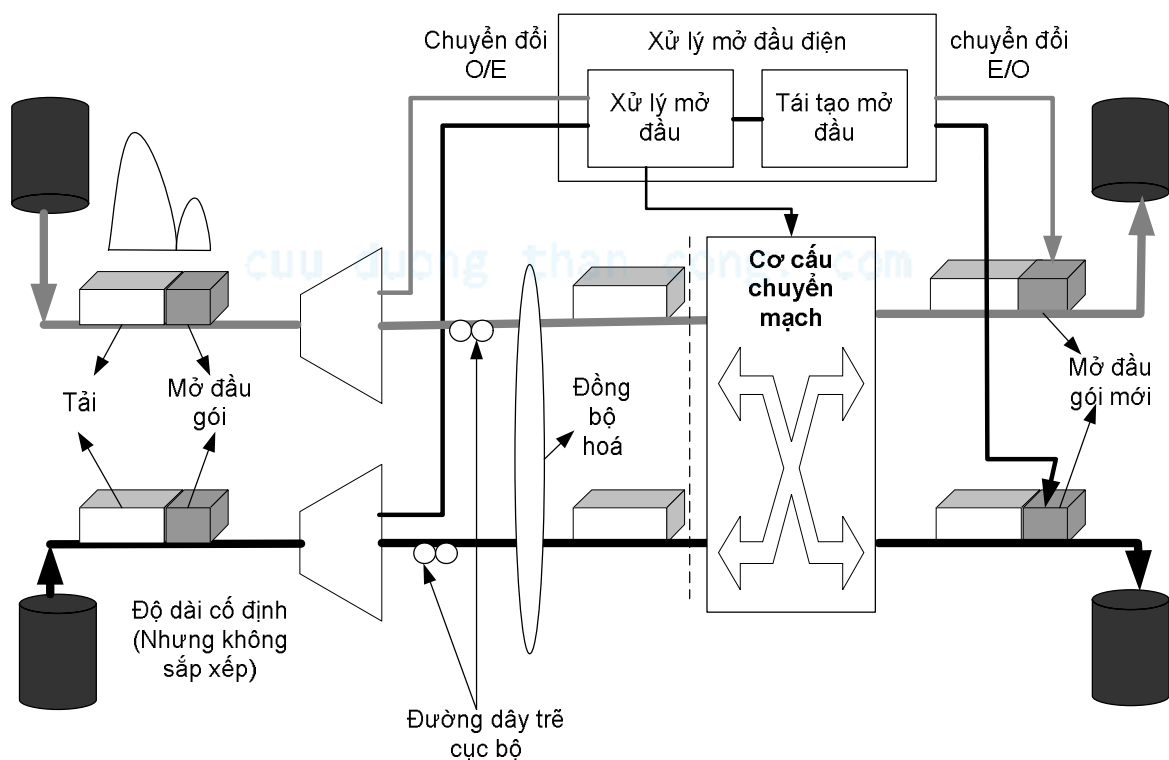 Chuyển đổi
O/E
Xử lý mở đầu điện
chuyển đổi
E/O
Xử lý mở
đầu
Tái tạo mở
đầu
cuu duong than cong . com
Cơ cấu
chuyển
mạch
Tải
Mở đầu
gói
Đồng
bộ
hoá
Mở đầu
gói mới
Độ dài cố định
(Nhưng không
sắp xếp)
Đường dây trẽ
cục bộ